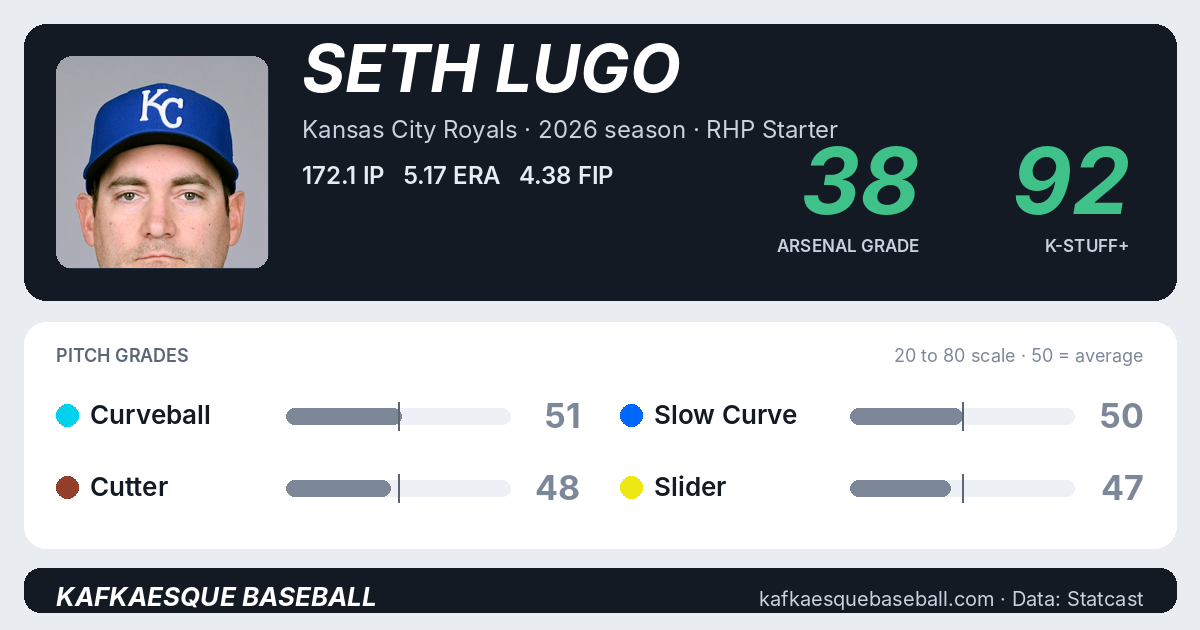 KC
SETH LUGO
Kansas City Royals · 2026 season · RHP Starter
172.1 IP 5.17 ERA 4.38 FIP
38 92
ARSENAL GRADE K-STUFF+
PITCH GRADES 20 to 80 scale · 50 = average
Curveball 51 Slow Curve 50
Cutter 48 Slider 47
KAFKAESQUE BASEBALL kafkaesquebaseball.com · Data: Statcast